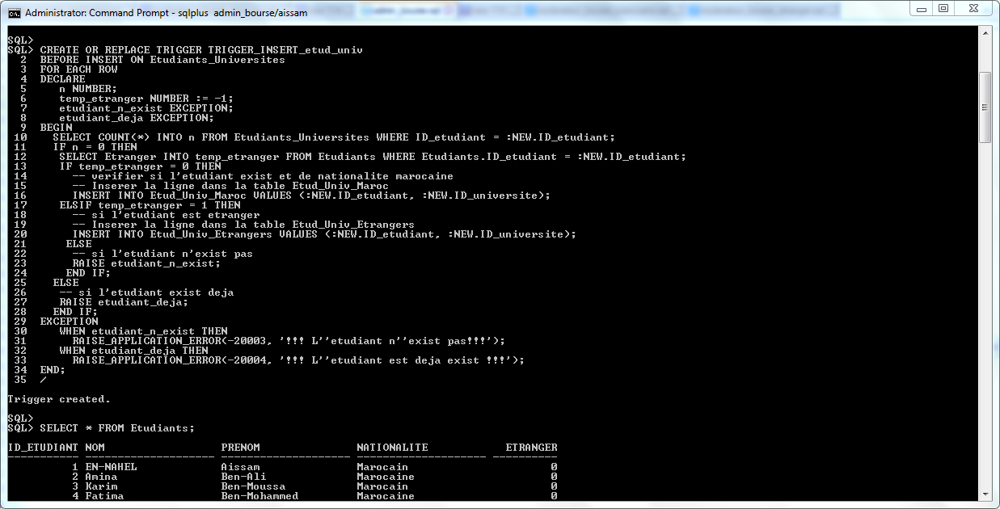 Administrator: Command Prompt - sqlplus  admin_bourse/aissam
SQL>
SQL> CREATE OR REPLACE TRIGGER TRIGGER_INSERT_etud_univ
  2  BEFORE INSERT ON Etudiants_Universites
  3  FOR EACH ROW
  4  DECLARE
  5     n NUMBER;
  6     temp_etranger NUMBER := -1;
  7     etudiant_n_exist EXCEPTION;
  8     etudiant_deja EXCEPTION;
  9  BEGIN
 10    SELECT COUNT(*) INTO n FROM Etudiants_Universites WHERE ID_etudiant = :NEW.ID_etudiant;
 11    IF n = 0 THEN
 12     SELECT Etranger INTO temp_etranger FROM Etudiants WHERE Etudiants.ID_etudiant = :NEW.ID_etudiant;
 13     IF temp_etranger = 0 THEN
 14       -- verifier si l'etudiant exist et de nationalite marocaine
 15       -- Inserer la ligne dans la table Etud_Univ_Maroc
 16       INSERT INTO Etud_Univ_Maroc VALUES (:NEW.ID_etudiant, :NEW.ID_universite);
 17     ELSIF temp_etranger = 1 THEN
 18       -- si l'etudiant est etranger
 19       -- Inserer la ligne dans la table Etud_Univ_Etrangers
 20       INSERT INTO Etud_Univ_Etrangers VALUES (:NEW.ID_etudiant, :NEW.ID_universite);
 21      ELSE
 22       -- si l'etudiant n'exist pas
 23       RAISE etudiant_n_exist;
 24      END IF;
 25    ELSE
 26     -- si l'etudiant exist deja
 27     RAISE etudiant_deja;
 28    END IF;
 29  EXCEPTION
 30     WHEN etudiant_n_exist THEN
 31       RAISE_APPLICATION_ERROR(-20003, '!!! L''etudiant n''exist pas!!!');
 32     WHEN etudiant_deja THEN
 33       RAISE_APPLICATION_ERROR(-20004, '!!! L''etudiant est deja exist !!!');
 34  END;
 35  /
Trigger created.
SQL>
SQL> SELECT * FROM Etudiants;
ID_ETUDIANT NOM                  PRENOM               NATIONALITE            ETRANGER
----------- -------------------- -------------------- -------------------- ----------
          1 EN-NAHEL             Aissam               Marocain                      0
          2 Amina                Ben-Ali              Marocaine                     0
          3 Karim                Ben-Moussa           Marocain                      0
          4 Fatima               Ben-Mohammed         Marocaine                     0